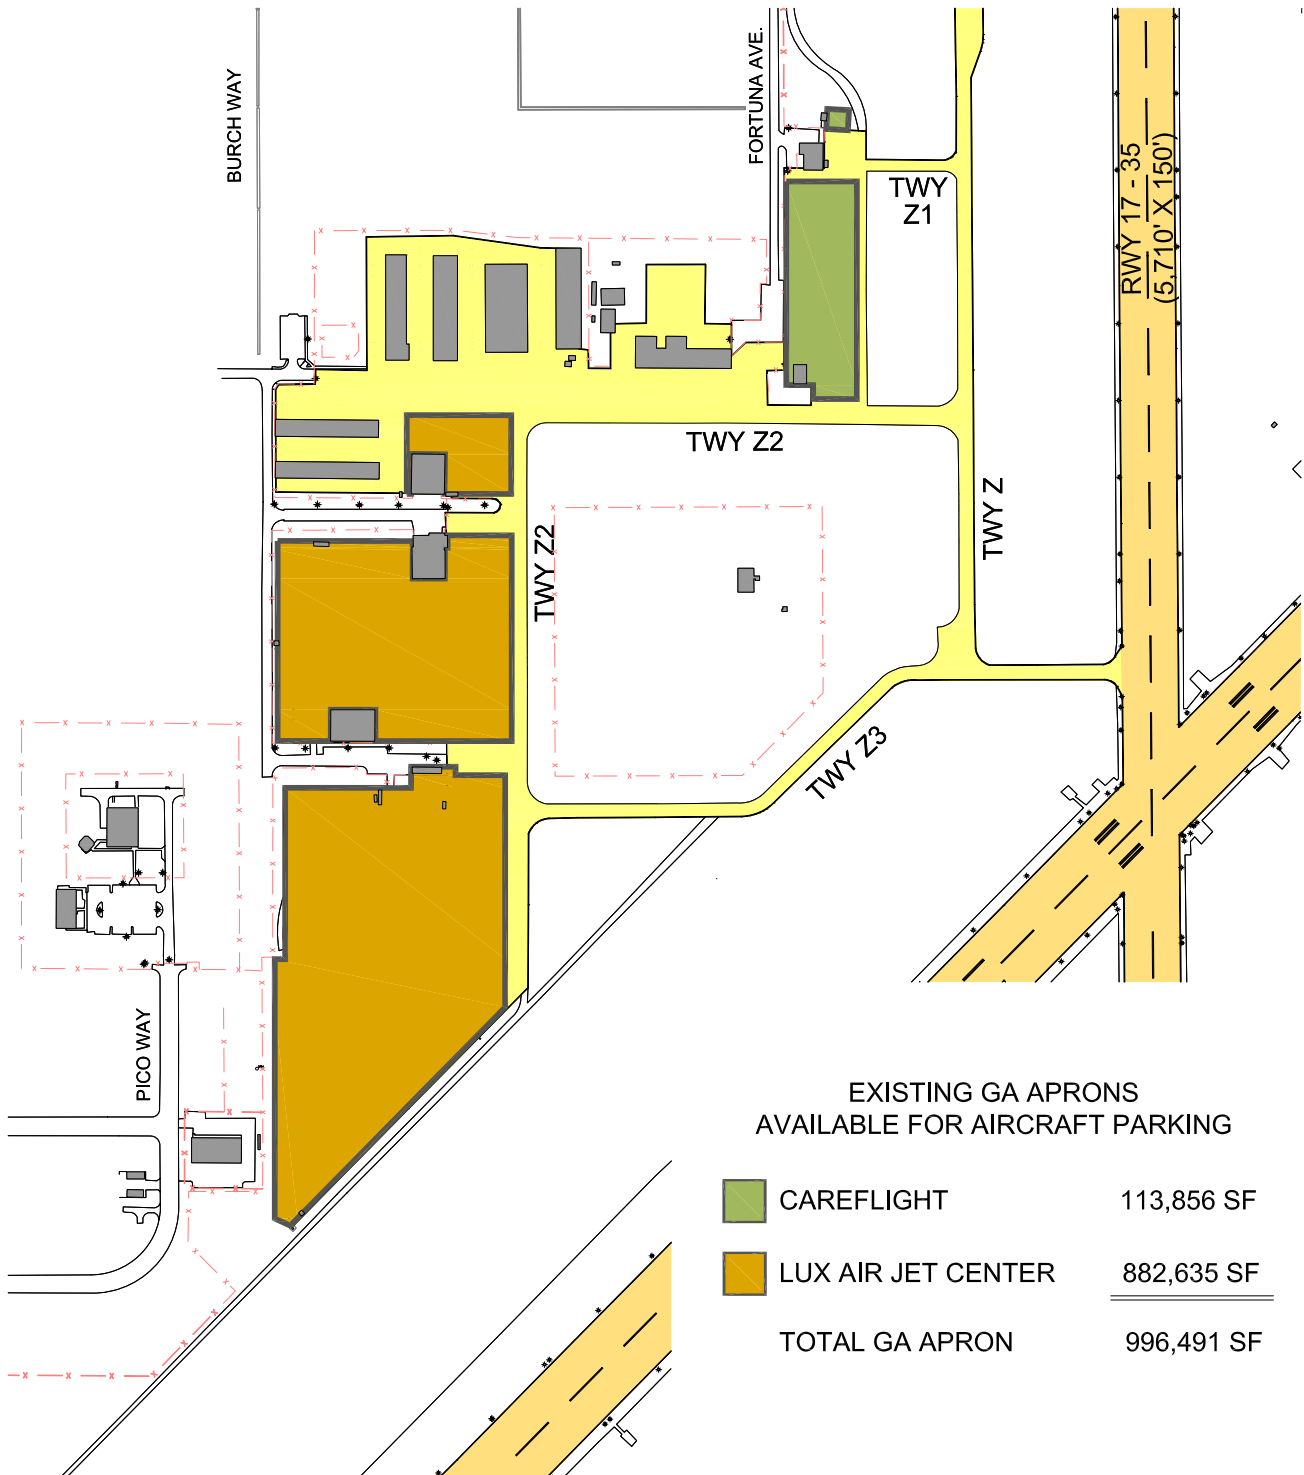 BURCH WAY
FORTUNA AVE.
TWY
Z1
RWY 17 - 35
(5,710' X 150')
TWY Z2
TWY Z
TWY Z2
TWY Z3
PICO WAY
EXISTING GA APRONS
AVAILABLE FOR AIRCRAFT PARKING
CAREFLIGHT 113,856 SF
LUX AIR JET CENTER 882,635 SF
TOTAL GA APRON 996,491 SF